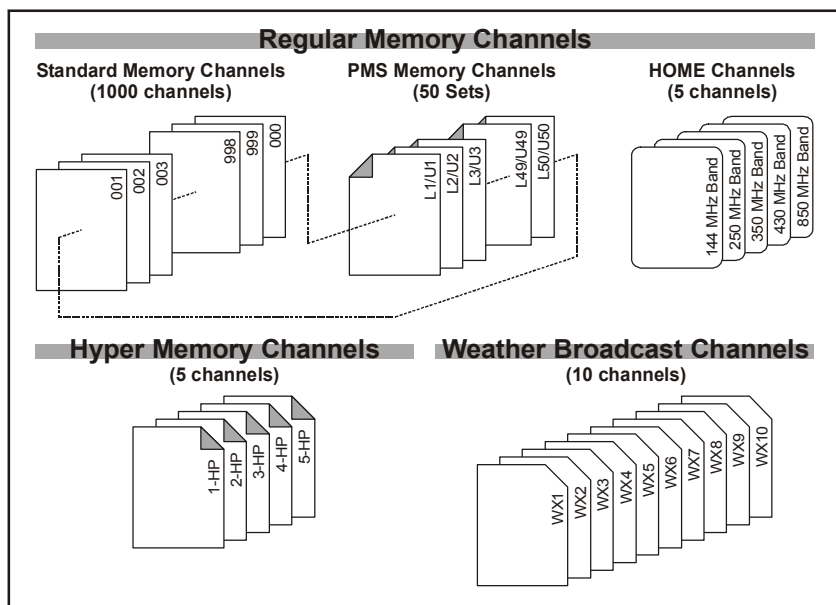 Regular Memory Channels
Standard Memory Channels
(1000 channels)
001
002
003
998
999
000
PMS Memory Channels
(50 Sets)
L1/U1
L2/U2
L3/U3
L49/U49
L50/U50
HOME Channels
(5 channels)
144 MHz Band
250 MHz Band
350 MHz Band
430 MHz Band
850 MHz Band
Hyper Memory Channels
(5 channels)
1-HP
2-HP
3-HP
4-HP
5-HP
Weather Broadcast Channels
(10 channels)
WX1
WX2
WX3
WX4
WX5
WX6
WX7
WX8
WX9
WX10